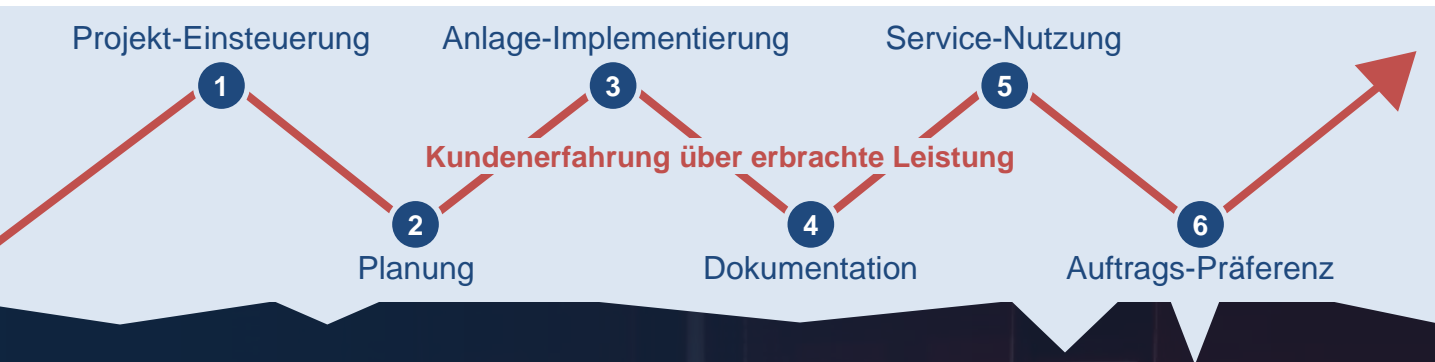 Projekt-Einsteuerung
Anlage-Implementierung
Service-Nutzung
1
3
5
Kundenerfahrung über erbrachte Leistung
2
4
6
Planung
Dokumentation
Auftrags-Präferenz